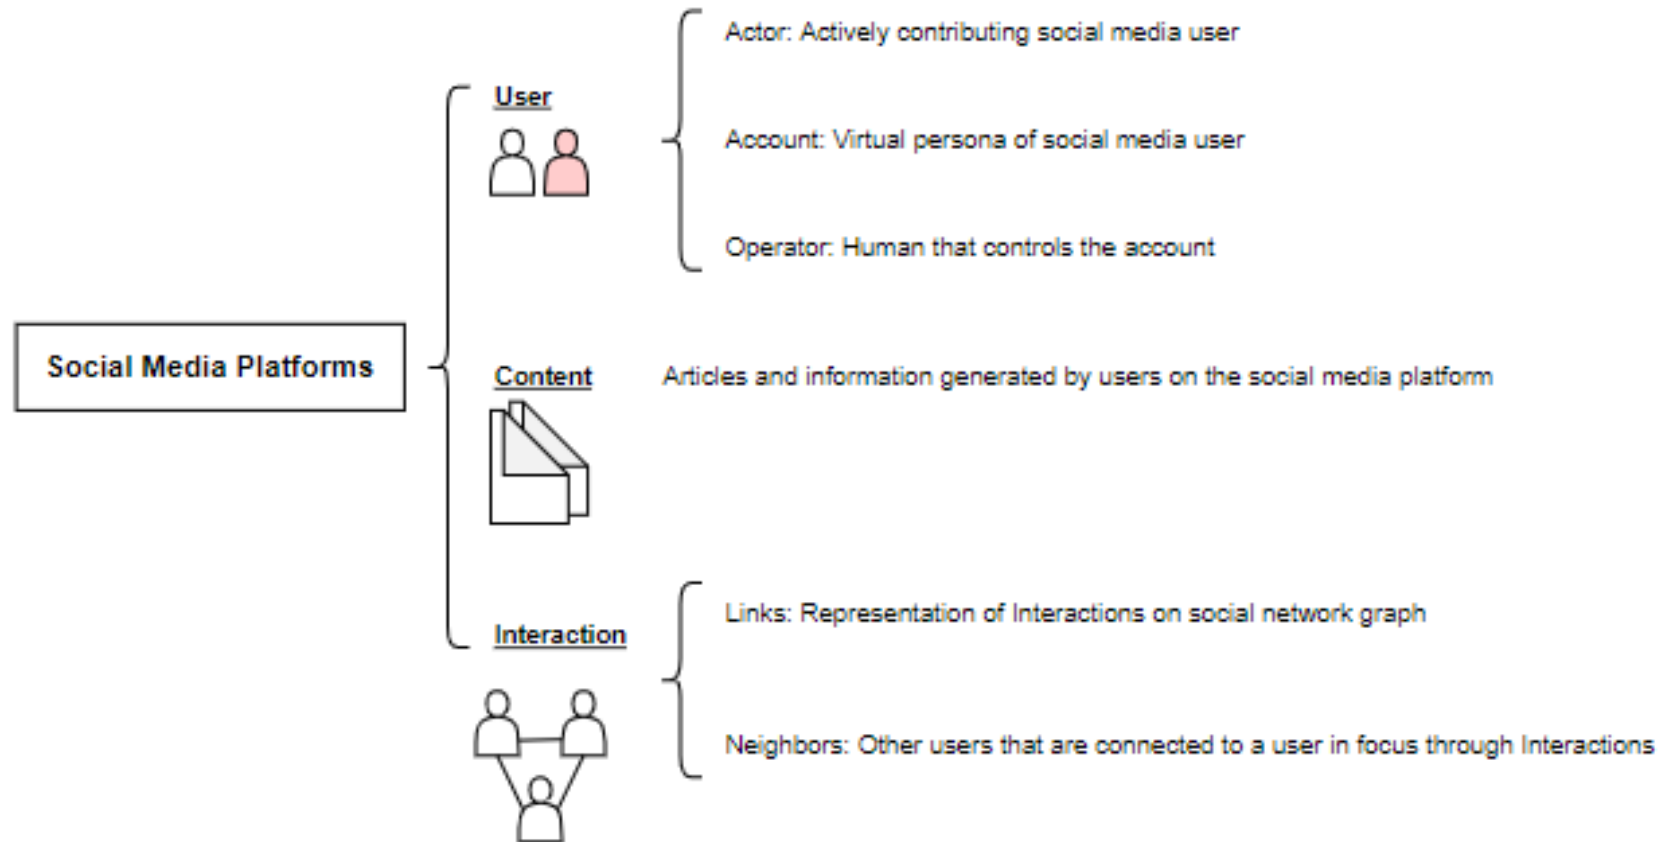 Social Media Platforms
User
Actor: Actively contributing social media user
Account: Virtual persona of social media user
Operator: Human that controls the account
Content
Articles and information generated by users on the social media platform
Interaction
Links: Representation of Interactions on social network graph
Neighbors: Other users that are connected to a user in focus through Interactions